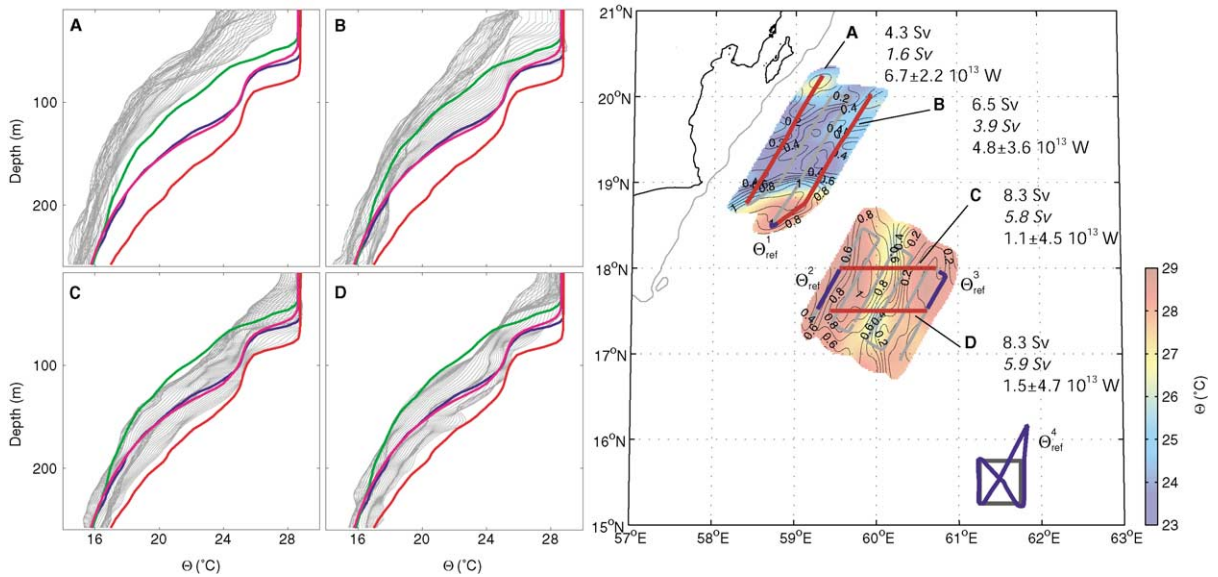 A
B
100
200
Depth (m)
C
D
100
200
Depth (m)
16 20 24 28
16 20 24 28
Θ (˚C)
Θ (˚C)
21°N
20°N
19°N
18°N
17°N
16°N
15°N
57°E 58°E 59°E 60°E 61°E 62°E 63°E
A
4.3 Sv
1.6 Sv
6.7±2.2 10¹³ W
B
6.5 Sv
3.9 Sv
4.8±3.6 10¹³ W
C
8.3 Sv
5.8 Sv
1.1±4.5 10¹³ W
D
8.3 Sv
5.9 Sv
1.5±4.7 10¹³ W
Θ¹ref
Θ²ref
Θ³ref
Θ⁴ref
29
28
27
26
25
24
23
Θ (˚C)